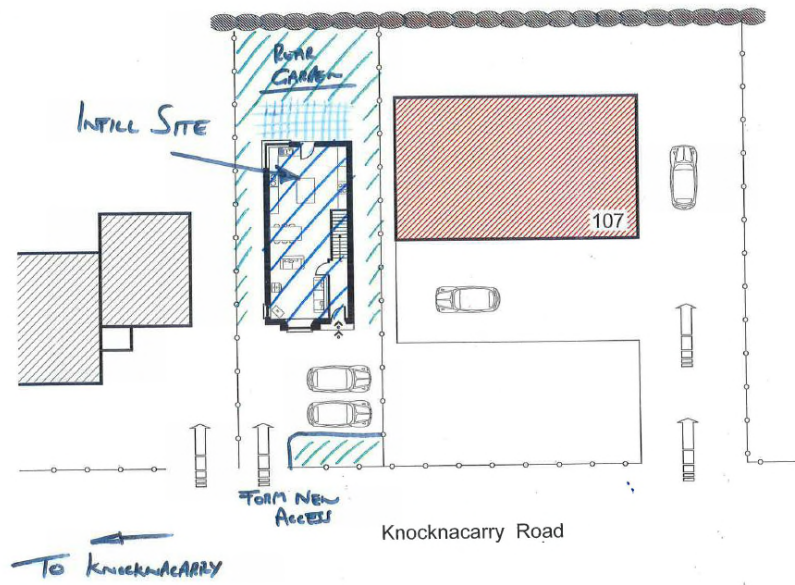 REAR
GARDEN
INFILL SITE
107
FORM NEW
ACCESS
Knocknacarry Road
TO KNOCKNACARRY